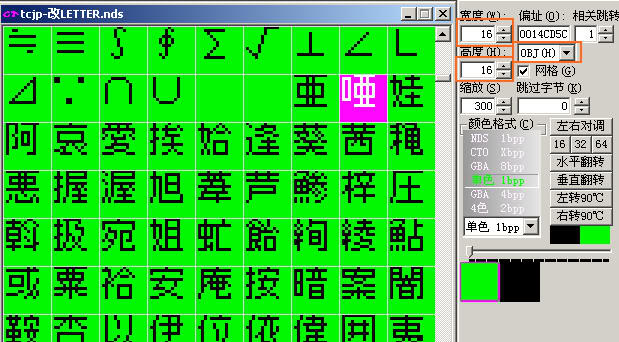 tcjp-改LETTER.nds
≒ ≡ ∫ ∮ ∑ √ ⊥ ∠ ∟
⊿ ∵ ∩ ∪ 亜 唖 娃
阿 哀 愛 挨 姶 逢 葵 茜 穐
悪 握 渥 旭 葦 芦 鯵 梓 圧
斡 扱 宛 姐 虻 飴 絢 綾 鮎
或 粟 袷 安 庵 按 暗 案 闇
鞍 杏 以 伊 位 依 偉 囲 夷
宽度(W): 偏址(O): 相关跳转
16 0014CD5C 1
高度(H): OBJ(H)
16 网格(G)
缩放(S) 跳过字节(K)
300 0
颜色格式(C) 左右对调
NDS 1bpp 16 32 64
CTO Xbpp 水平翻转
GBA 8bpp
单色 1bpp 垂直翻转
GBA 4bpp 左转90℃
4色 2bpp 右转90℃
单色 1bpp